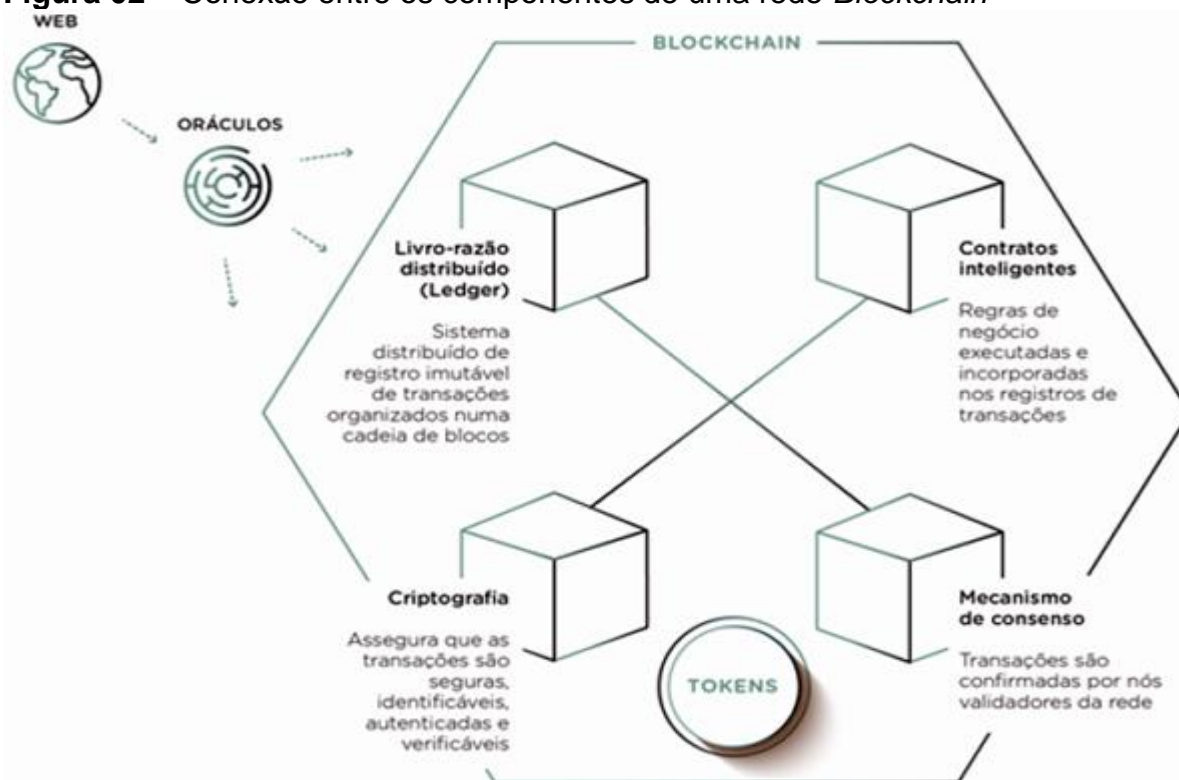 WEB
BLOCKCHAIN
ORÁCULOS
Livro-razão
distribuído
(Ledger)
Sistema
distribuído de
registro imutável
de transações
organizados numa
cadeia de blocos
Contratos
inteligentes
Regras de
negócio
executadas e
incorporadas
nos registros de
transações
Criptografia
Assegura que as
transações são
seguras,
identificáveis,
autenticadas e
verificáveis
TOKENS
Mecanismo
de consenso
Transações são
confirmadas por nós
validadores da rede